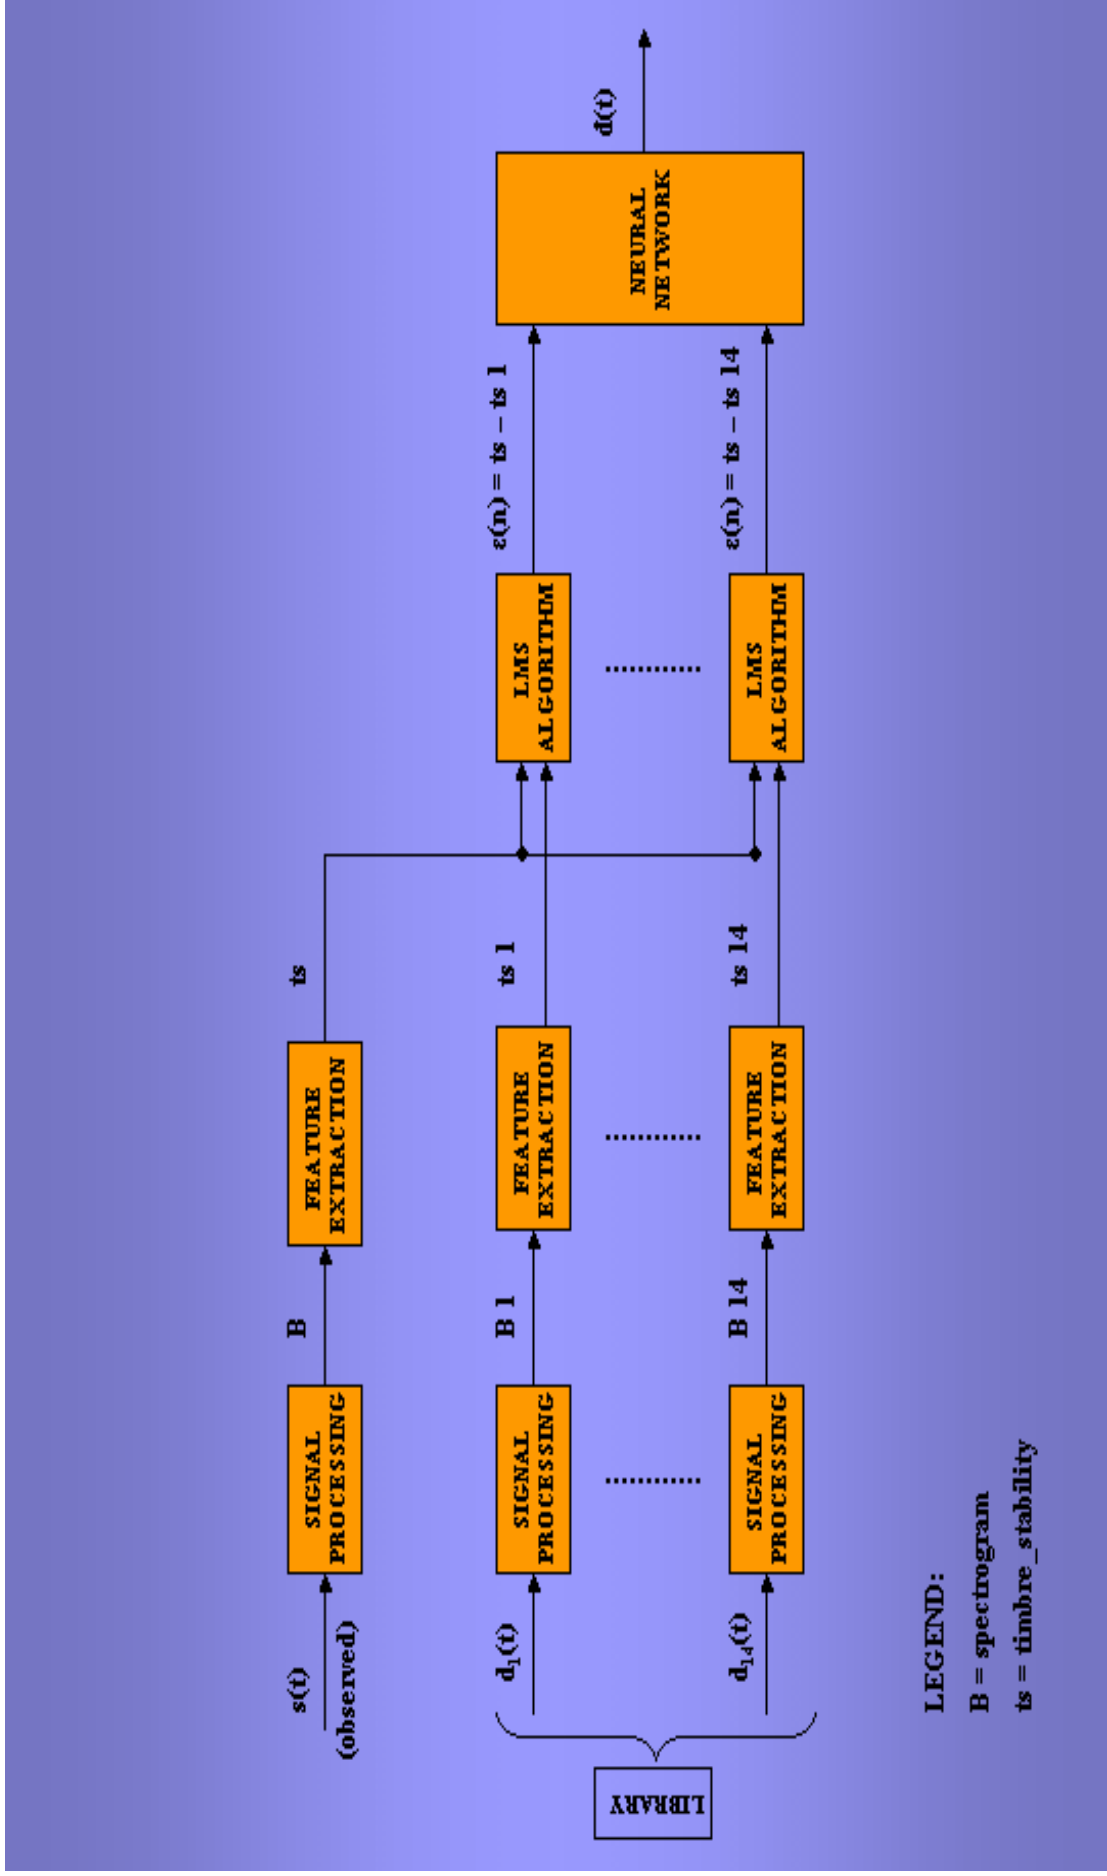 s(t)
(observed)
SIGNAL
PROCESSING
B
FEATURE
EXTRACTION
ts
LIBRARY
d₁(t)
SIGNAL
PROCESSING
B 1
FEATURE
EXTRACTION
ts 1
LMS
ALGORITHM
ε(n) = ts – ts 1
NEURAL
NETWORK
d(t)
d₁₄(t)
SIGNAL
PROCESSING
B 14
FEATURE
EXTRACTION
ts 14
LMS
ALGORITHM
ε(n) = ts – ts 14
LEGEND:
B = spectrogram
ts = timbre_stability